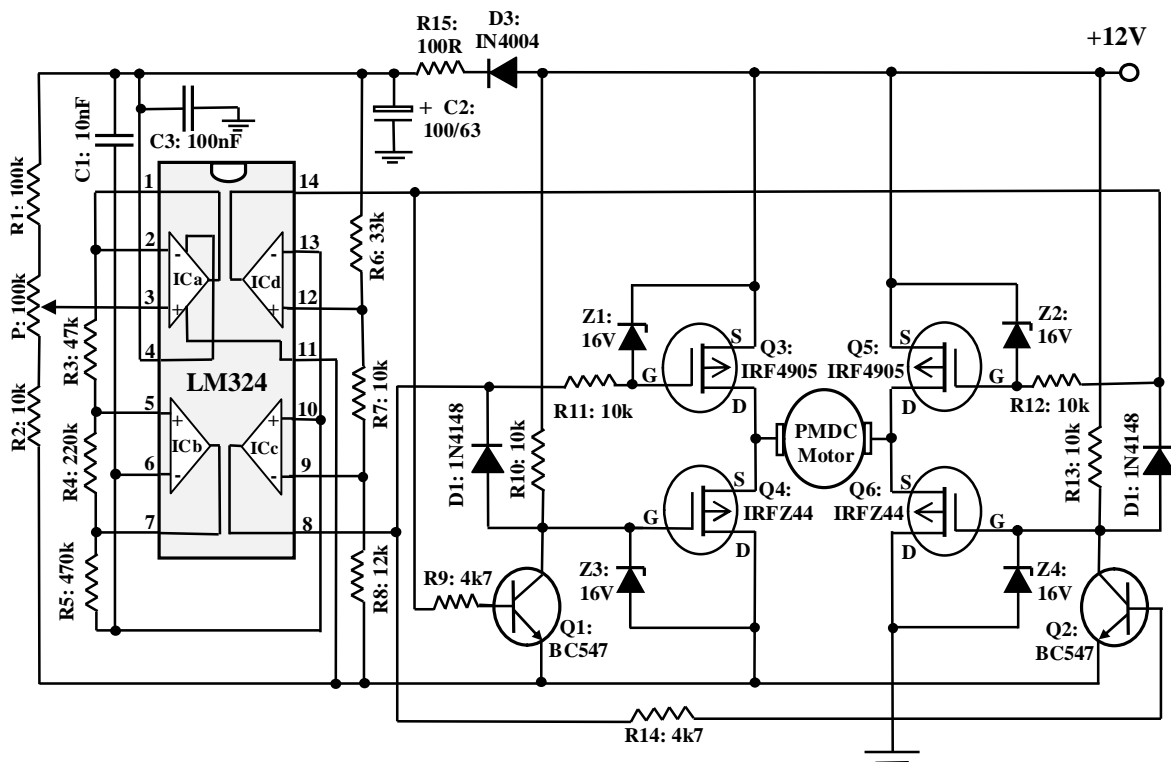 R15:
100R
D3:
IN4004
+12V
C1: 10nF
C3: 100nF
+ C2:
100/63
R1: 100k
P: 100k
R2: 10k
R3: 47k
R4: 220k
R5: 470k
1
2
3
4
5
6
7
14
13
12
11
10
9
8
-
ICa
+
-
ICd
+
LM324
+
ICb
-
+
ICc
-
R6: 33k
R7: 10k
R8: 12k
R9: 4k7
D1: 1N4148
R10: 10k
R11: 10k
Z1:
16V
G
S
D
Q3:
IRF4905
Q5:
IRF4905
S
D
G
Z2:
16V
R12: 10k
PMDC
Motor
R13: 10k
D1: 1N4148
G
S
D
Q4:
IRFZ44
Q6:
IRFZ44
S
D
G
Z3:
16V
Z4:
16V
Q1:
BC547
Q2:
BC547
R14: 4k7